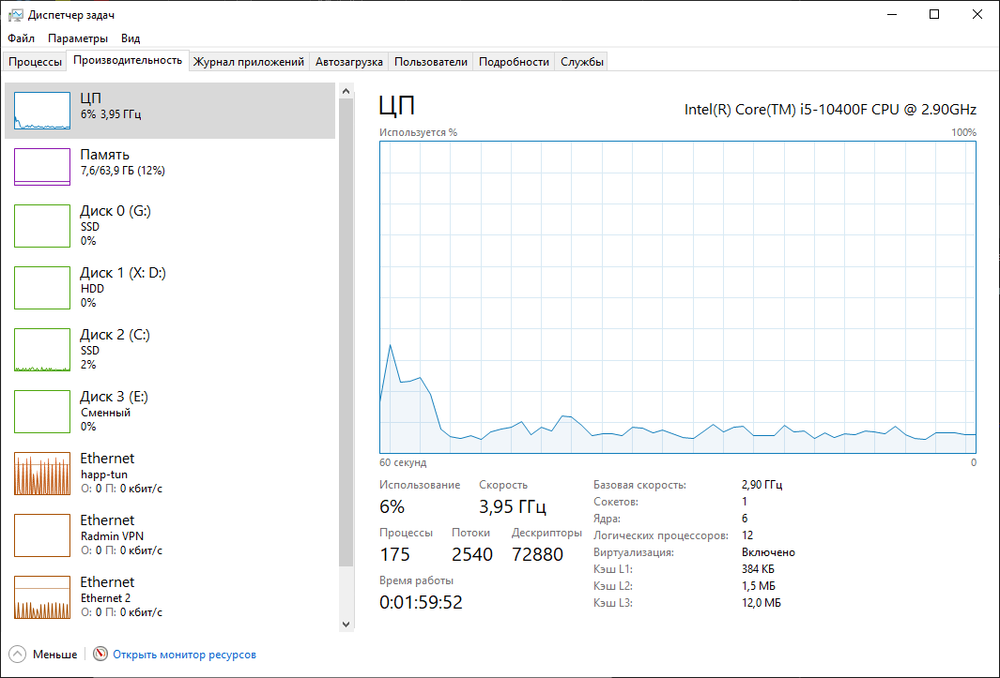 Диспетчер задач
Файл Параметры Вид
Процессы Производительность Журнал приложений Автозагрузка Пользователи Подробности Службы
ЦП
6% 3,95 ГГц
Память
7,6/63,9 ГБ (12%)
Диск 0 (G:)
SSD
0%
Диск 1 (X: D:)
HDD
0%
Диск 2 (C:)
SSD
2%
Диск 3 (E:)
Сменный
0%
Ethernet
happ-tun
О: 0 П: 0 кбит/с
Ethernet
Radmin VPN
О: 0 П: 0 кбит/с
Ethernet
Ethernet 2
О: 0 П: 0 кбит/с
ЦП
Intel(R) Core(TM) i5-10400F CPU @ 2.90GHz
Используется % 100%
60 секунд 0
Использование Скорость
6% 3,95 ГГц
Процессы Потоки Дескрипторы
175 2540 72880
Время работы
0:01:59:52
Базовая скорость: 2,90 ГГц
Сокетов: 1
Ядра: 6
Логических процессоров: 12
Виртуализация: Включено
Кэш L1: 384 КБ
Кэш L2: 1,5 МБ
Кэш L3: 12,0 МБ
Меньше Открыть монитор ресурсов